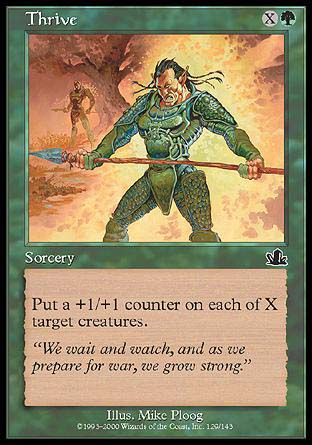 Thrive X
Sorcery
Put a +1/+1 counter on each of X
target creatures.
“We wait and watch, and as we
prepare for war, we grow strong.”
Illus. Mike Ploog
©1993–2000 Wizards of the Coast, Inc. 129/143